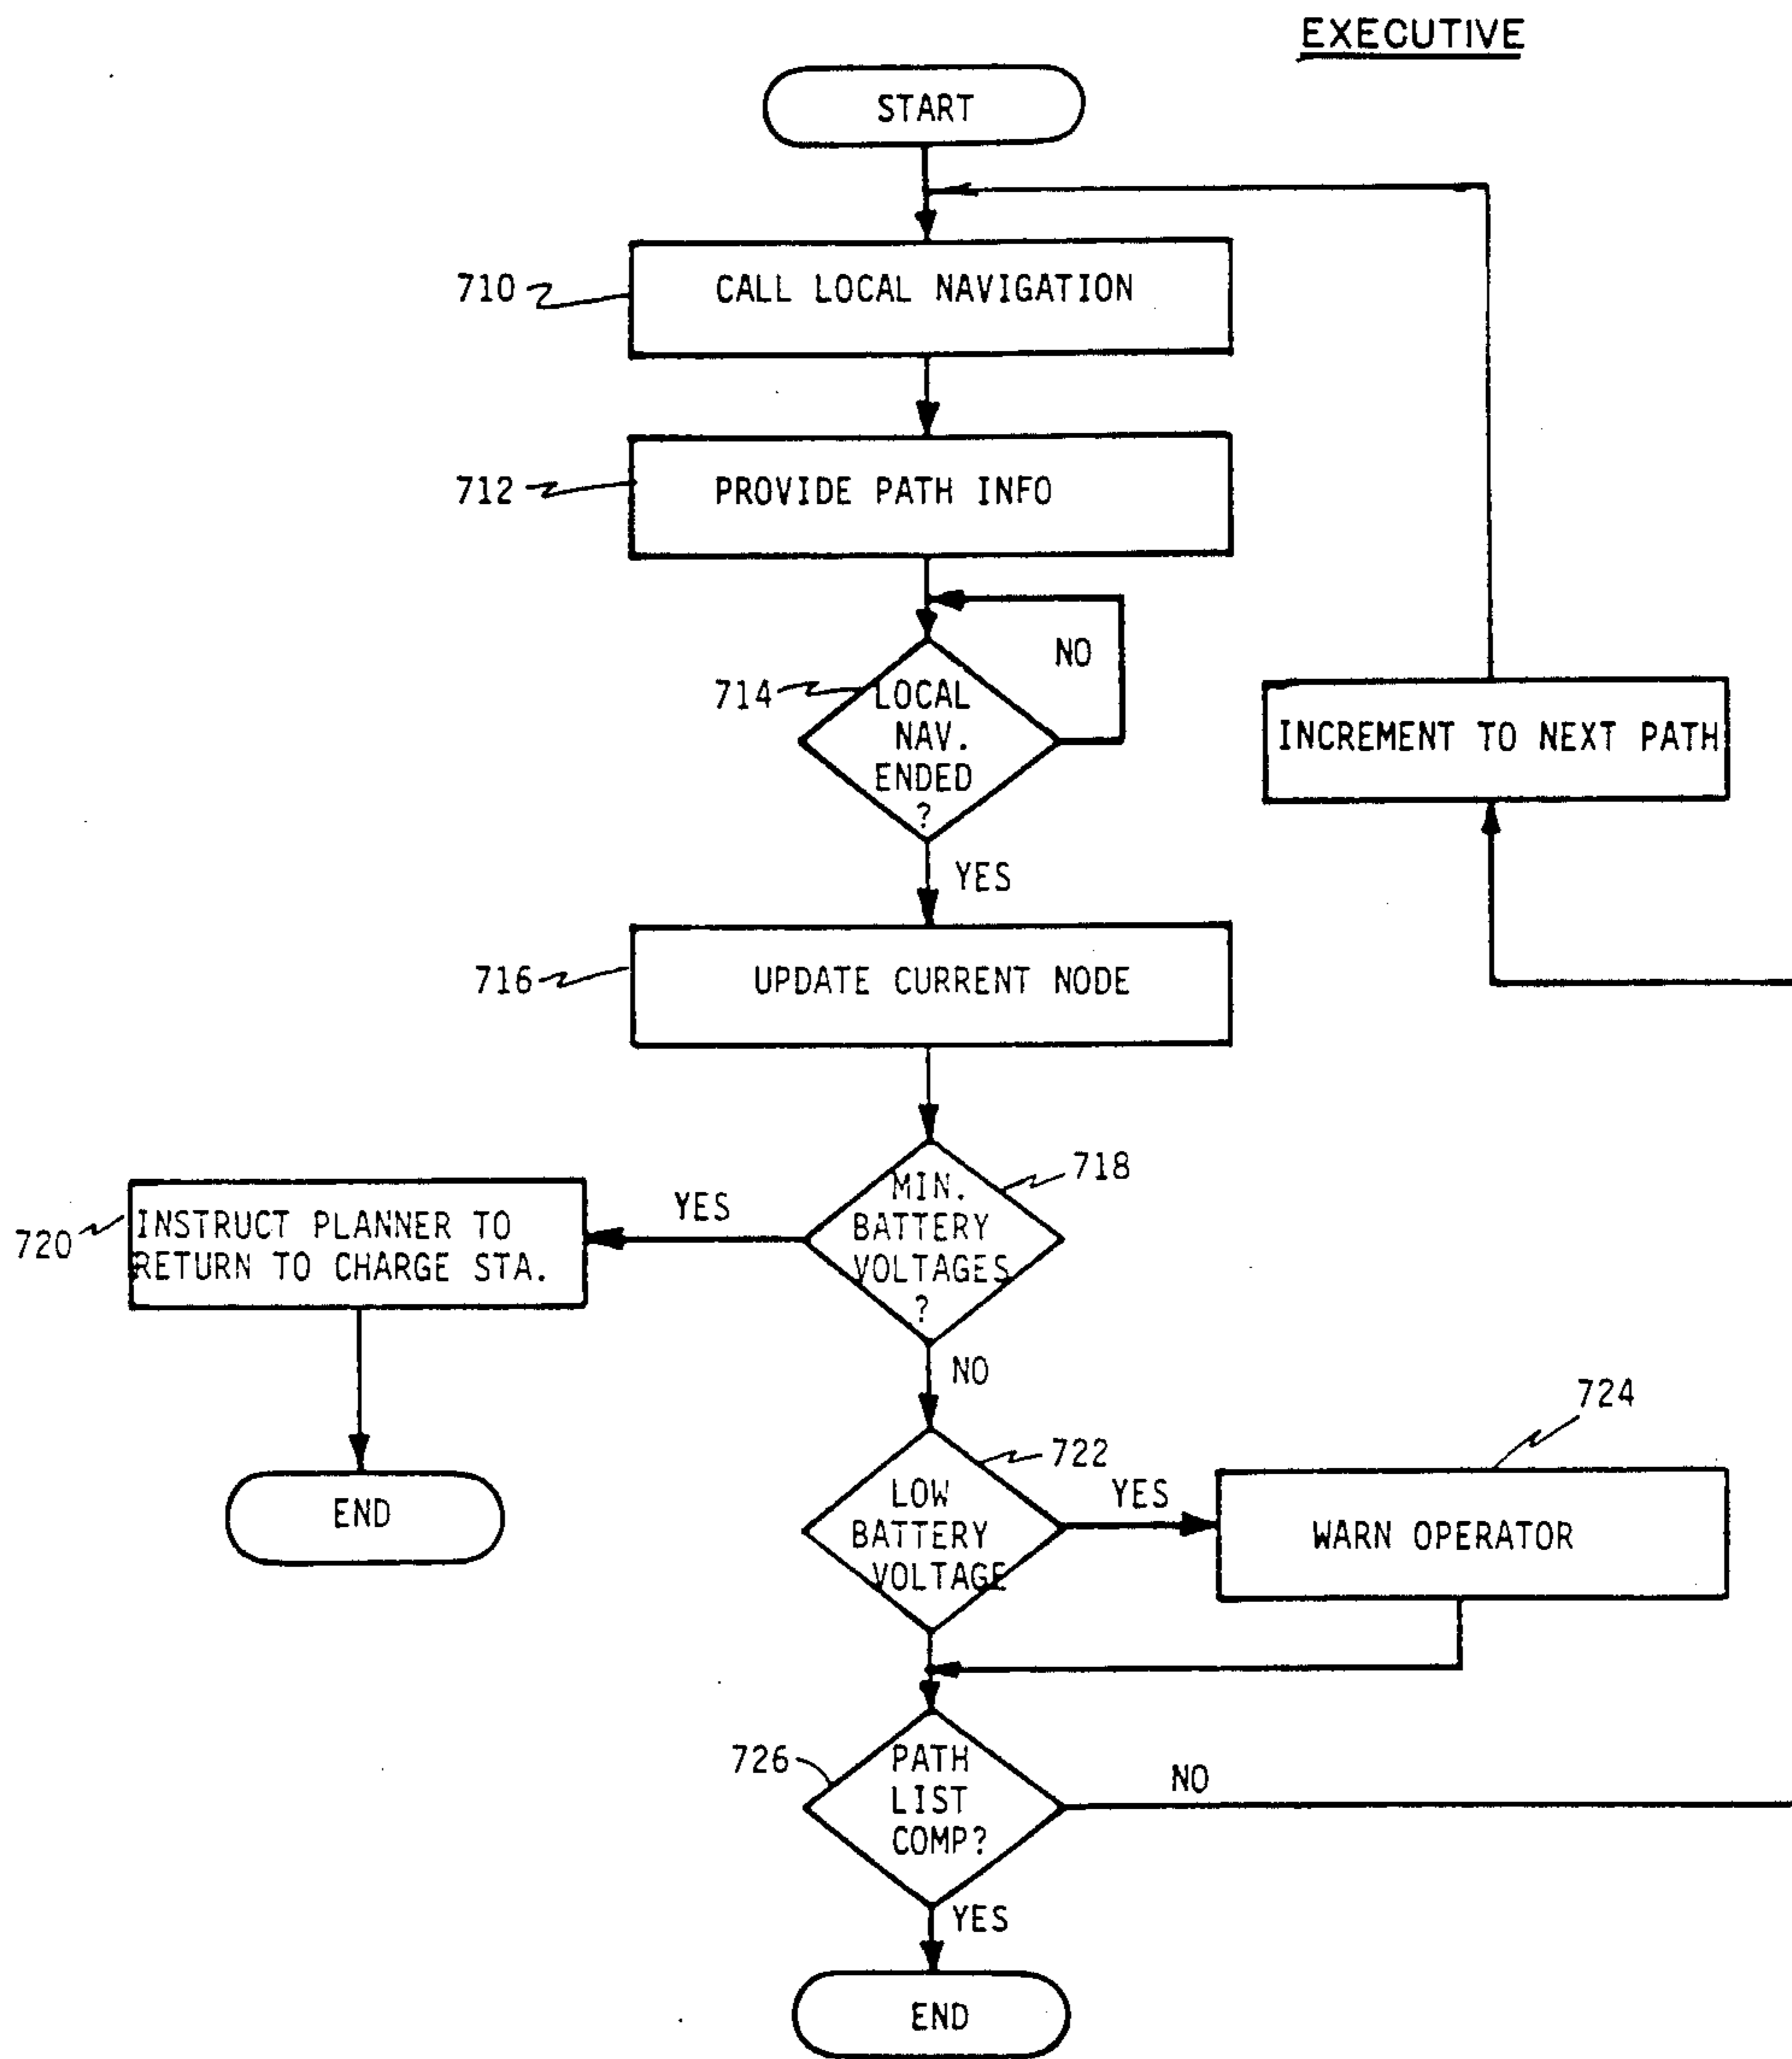 EXECUTIVE
START
710
CALL LOCAL NAVIGATION
712
PROVIDE PATH INFO
714
LOCAL
NAV.
ENDED
?
NO
YES
INCREMENT TO NEXT PATH
716
UPDATE CURRENT NODE
718
MIN.
BATTERY
VOLTAGES
?
YES
720
INSTRUCT PLANNER TO
RETURN TO CHARGE STA.
END
NO
722
LOW
BATTERY
VOLTAGE
YES
724
WARN OPERATOR
726
PATH
LIST
COMP?
NO
YES
END